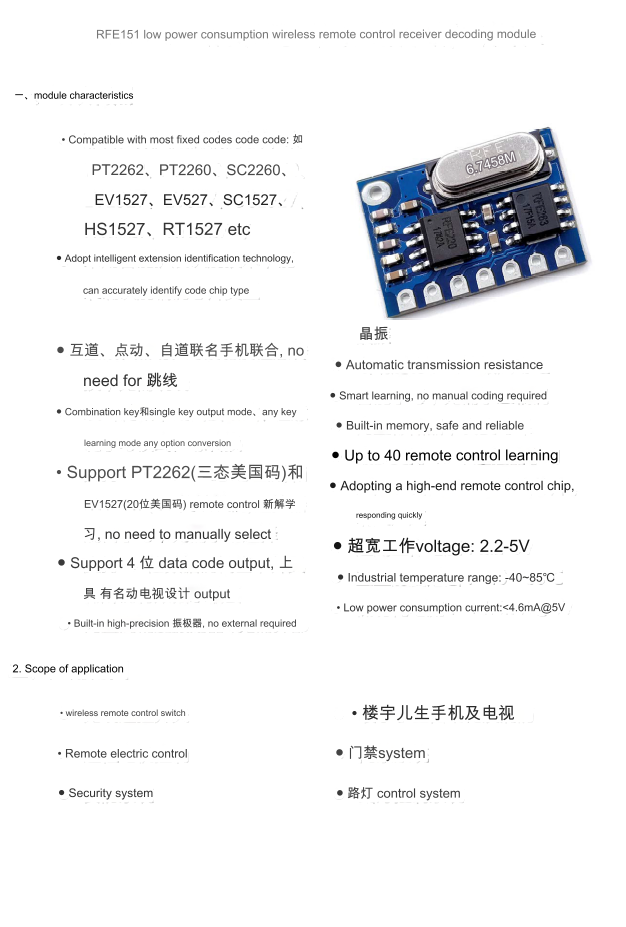 RFE151 low power consumption wireless remote control receiver decoding module
一、module characteristics
• Compatible with most fixed codes code code: 如
PT2262、PT2260、SC2260、
EV1527、EV527、SC1527、
HS1527、RT1527 etc
• Adopt intelligent extension identification technology,
can accurately identify code chip type
• 互道、点动、自道联名手机联合, no
need for 跳线
• Combination key和single key output mode、any key
learning mode any option conversion
• Support PT2262(三态美国码)和
EV1527(20位美国码) remote control 新解学
习, no need to manually select
• Support 4 位 data code output, 上
具 有名动电视设计 output
• Built-in high-precision 振极器, no external required
6.7458M
晶振
• Automatic transmission resistance
• Smart learning, no manual coding required
• Built-in memory, safe and reliable
• Up to 40 remote control learning
• Adopting a high-end remote control chip,
responding quickly
• 超宽工作voltage: 2.2-5V
• Industrial temperature range: -40~85℃
• Low power consumption current:<4.6mA@5V
2. Scope of application
• wireless remote control switch
• Remote electric control
• Security system
• 楼宇儿生手机及电视
• 门禁system
• 路灯 control system